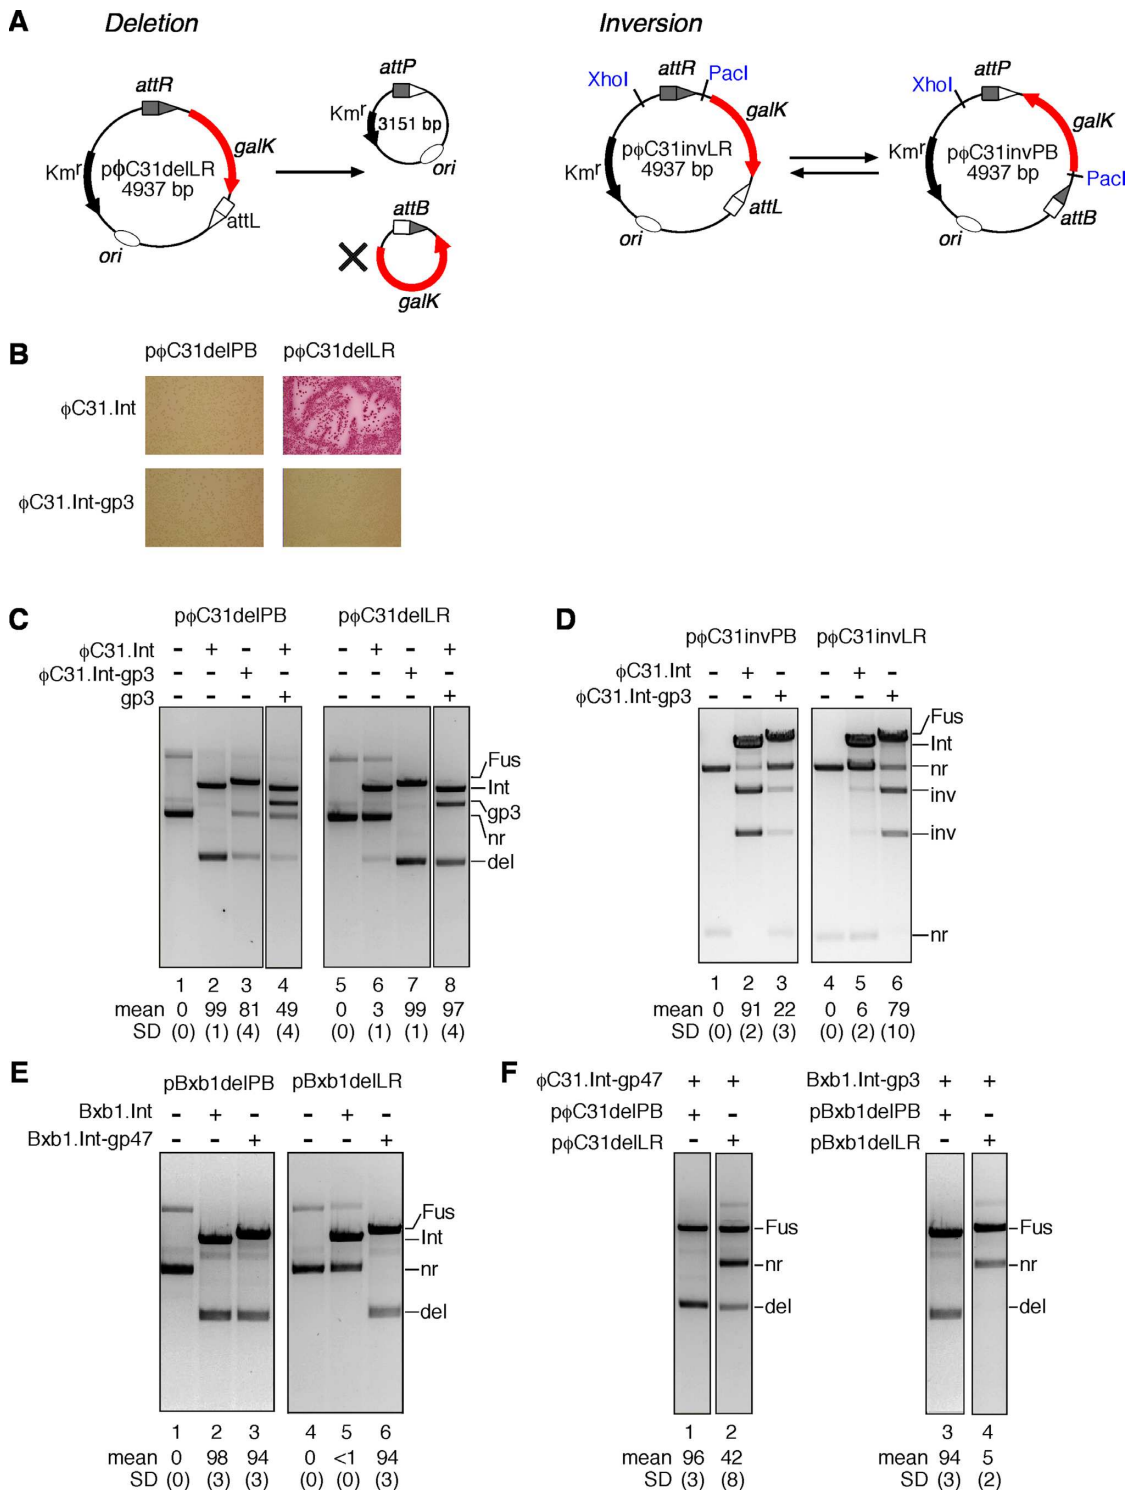 A
Deletion
Inversion
attR
galK
Kmr
pϕC31delLR
4937 bp
attL
ori
attP
Kmr
3151 bp
ori
attB
galK
XhoI
attR
PacI
galK
Kmr
pϕC31invLR
4937 bp
attL
ori
attP
XhoI
galK
Kmr
pϕC31invPB
4937 bp
PacI
attB
ori
B
pϕC31delPB pϕC31delLR
ϕC31.Int
ϕC31.Int-gp3
C
pϕC31delPB pϕC31delLR
ϕC31.Int - + - + - + - +
ϕC31.Int-gp3 - - + - - - + -
gp3 - - - + - - - +
Fus
Int
gp3
nr
del
1 2 3 4 5 6 7 8
mean 0 99 81 49 0 3 99 97
SD (0) (1) (4) (4) (0) (1) (1) (4)
D
pϕC31invPB pϕC31invLR
ϕC31.Int - + - - + -
ϕC31.Int-gp3 - - + - - +
Fus
Int
nr
inv
inv
nr
1 2 3 4 5 6
mean 0 91 22 0 6 79
SD (0) (2) (3) (0) (2) (10)
E
pBxb1delPB pBxb1delLR
Bxb1.Int - + - - + -
Bxb1.Int-gp47 - - + - - +
Fus
Int
nr
del
1 2 3 4 5 6
mean 0 98 94 0 <1 94
SD (0) (3) (3) (0) (0) (3)
F
ϕC31.Int-gp47 + +
pϕC31delPB + -
pϕC31delLR - +
Fus
nr
del
1 2
mean 96 42
SD (3) (8)
Bxb1.Int-gp3 + +
pBxb1delPB + -
pBxb1delLR - +
Fus
nr
del
3 4
mean 94 5
SD (3) (2)